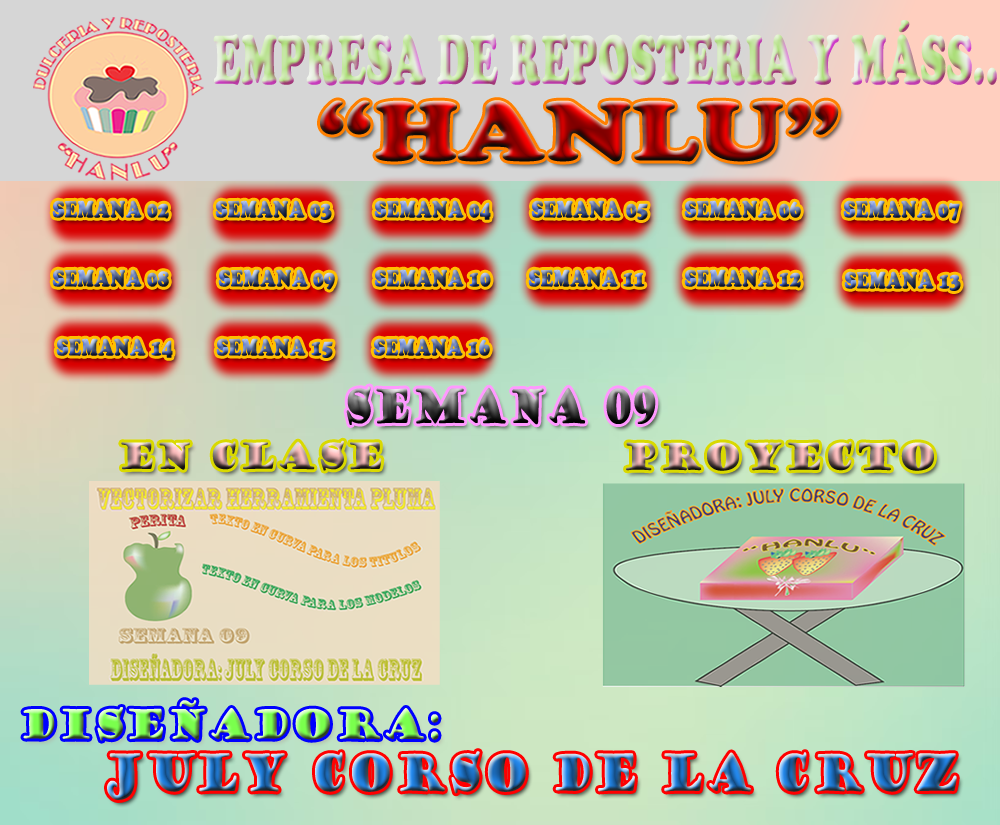 DULCERIA Y REPOSTERIA
"HANLU"
EMPRESA DE REPOSTERIA Y MÁSS..
“HANLU”
SEMANA 02 SEMANA 03 SEMANA 04 SEMANA 05 SEMANA 06 SEMANA 07
SEMANA 08 SEMANA 09 SEMANA 10 SEMANA 11 SEMANA 12 SEMANA 13
SEMANA 14 SEMANA 15 SEMANA 16
SEMANA 09
EN CLASE
VECTORIZAR HERRAMIENTA PLUMA
PERITA
TEXTO EN CURVA PARA LOS TITULOS
TEXTO EN CURVA PARA LOS MODELOS
SEMANA 09
DISEÑADORA: JULY CORSO DE LA CRUZ
PROYECTO
DISEÑADORA: JULY CORSO DE LA CRUZ
"HANLU"
DISEÑADORA:
JULY CORSO DE LA CRUZ